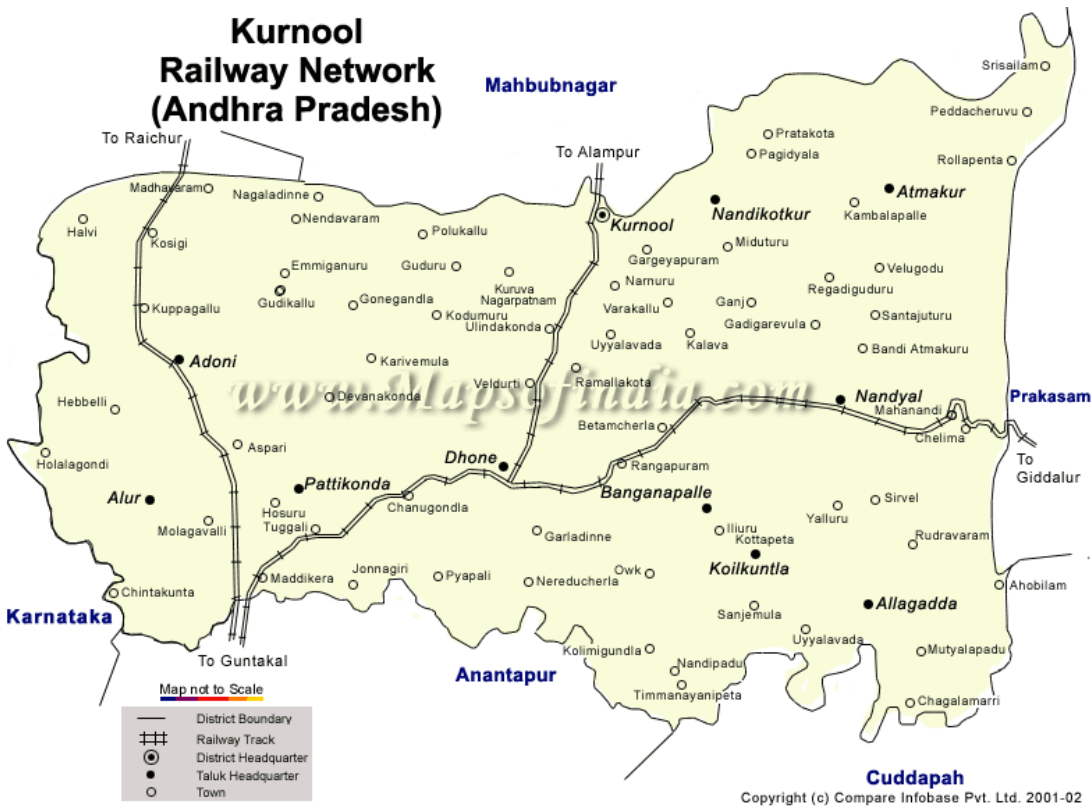 Kurnool
Railway Network
(Andhra Pradesh)
Mahbubnagar
Srisailam
Peddacheruvu
To Raichur
To Alampur
Pratakota
Pagidyala
Rollapenta
Madhavaram
Nagaladinne
Atmakur
Nandikotkur
Kambalapalle
Halvi
Nendavaram
Kurnool
Kosigi
Polukallu
Miduturu
Gargeyapuram
Emmiganuru
Guduru
Velugodu
Kuruva
Nagarpatnam
Narnuru
Regadiguduru
Gudikallu
Gonegandla
Varakallu
Ganj
Kuppagallu
Kodumuru
Santajuturu
Ulindakonda
Gadigarevula
Uyyalavada
Kalava
Bandi Atmakuru
Adoni
Karivemula
www.Mapsofindia.com
Ramallakota
Veldurti
Devanakonda
Nandyal
Prakasam
Hebbelli
Mahanandi
Betamcherla
Chelima
Aspari
To
Giddalur
Holalagondi
Dhone
Rangapuram
Pattikonda
Banganapalle
Alur
Chanugondla
Sirvel
Hosuru
Yalluru
Tuggali
Molagavalli
Garladinne
Illuru
Kottapeta
Rudravaram
Koilkuntla
Owk
Maddikera
Jonnagiri
Pyapali
Nereducherla
Ahobilam
Chintakunta
Allagadda
Karnataka
Sanjemula
Uyyalavada
To Guntakal
Kolimigundla
Mutyalapadu
Anantapur
Nandipadu
Timmanayanipeta
Map not to Scale
Chagalamarri
District Boundary
Railway Track
District Headquarter
Taluk Headquarter
Town
Cuddapah
Copyright (c) Compare Infobase Pvt. Ltd. 2001-02